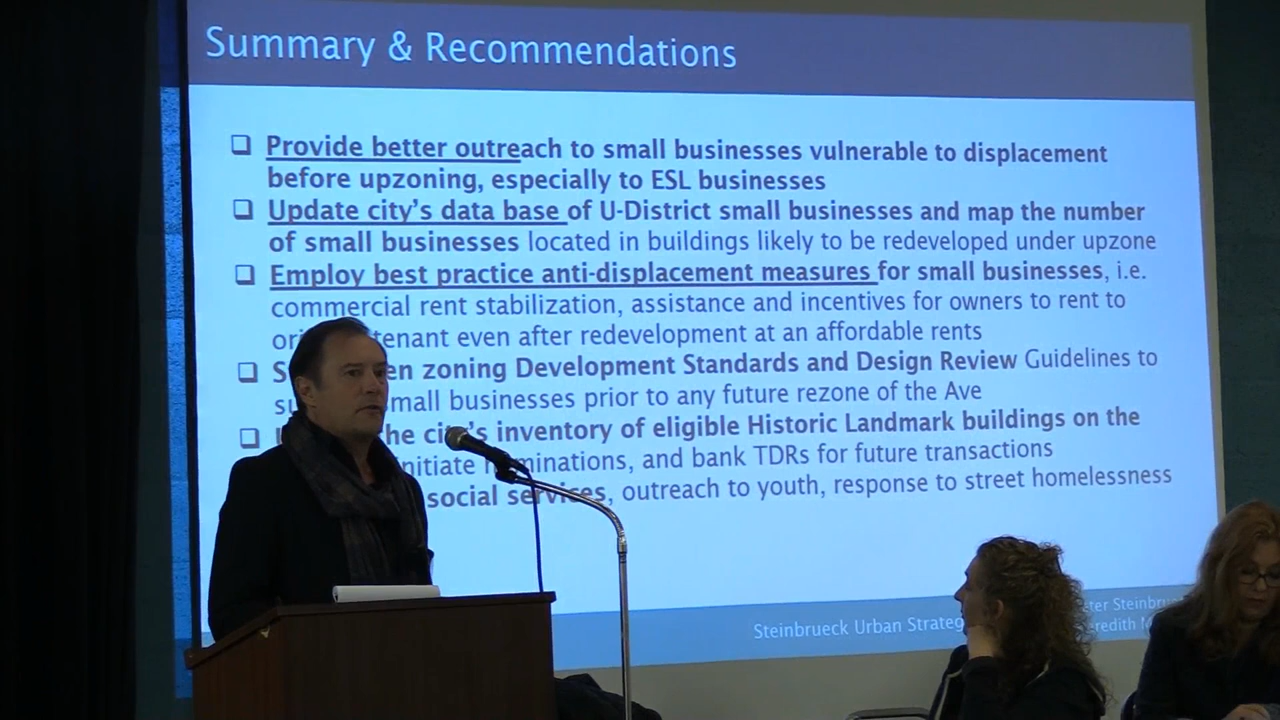 Summary & Recommendations
❑ Provide better outreach to small businesses vulnerable to displacement
before upzoning, especially to ESL businesses
❑ Update city's data base of U-District small businesses and map the number
of small businesses located in buildings likely to be redeveloped under upzone
❑ Employ best practice anti-displacement measures for small businesses, i.e.
commercial rent stabilization, assistance and incentives for owners to rent to
tenant even after redevelopment at an affordable rents
❑ zoning Development Standards and Design Review Guidelines to
small businesses prior to any future rezone of the Ave
❑ the city's inventory of eligible Historic Landmark buildings on the
initiate nominations, and bank TDRs for future transactions
social services, outreach to youth, response to street homelessness
Steinbrueck Urban